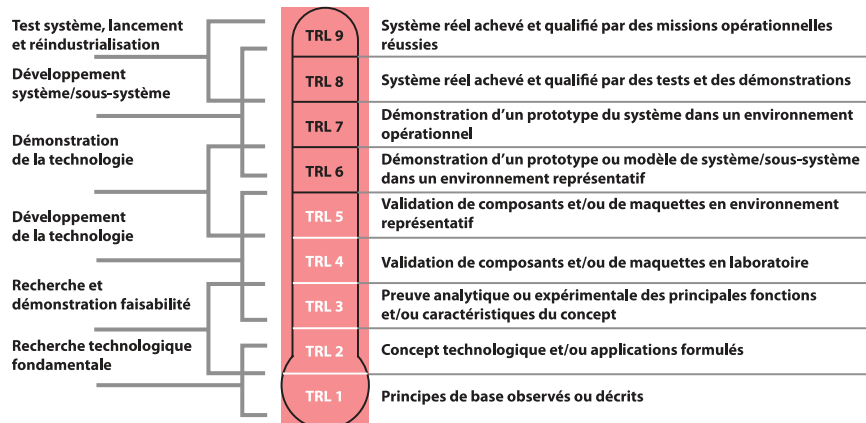 Test système, lancement
et réindustrialisation
Développement
système/sous-système
Démonstration
de la technologie
Développement
de la technologie
Recherche et
démonstration faisabilité
Recherche technologique
fondamentale
TRL 9
Système réel achevé et qualifié par des missions opérationnelles
réussies
TRL 8
Système réel achevé et qualifié par des tests et des démonstrations
TRL 7
Démonstration d’un prototype du système dans un environnement
opérationnel
TRL 6
Démonstration d’un prototype ou modèle de système/sous-système
dans un environnement représentatif
TRL 5
Validation de composants et/ou de maquettes en environnement
représentatif
TRL 4
Validation de composants et/ou de maquettes en laboratoire
TRL 3
Preuve analytique ou expérimentale des principales fonctions
et/ou caractéristiques du concept
TRL 2
Concept technologique et/ou applications formulés
TRL 1
Principes de base observés ou décrits